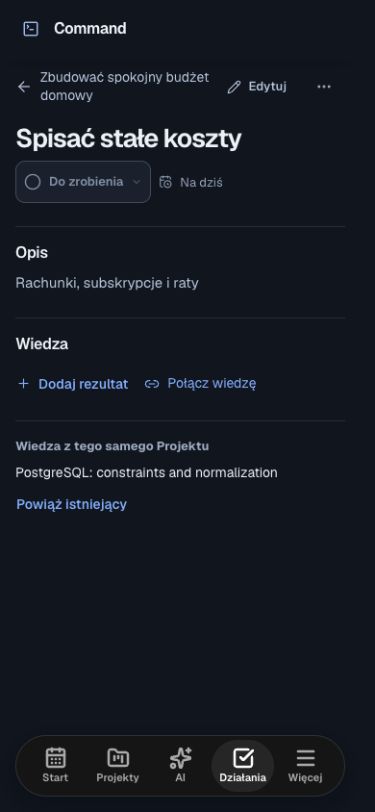 Command
Zbudować spokojny budżet
domowy
Edytuj
Spisać stałe koszty
Do zrobienia
Na dziś
Opis
Rachunki, subskrypcje i raty
Wiedza
Dodaj rezultat
Połącz wiedzę
Wiedza z tego samego Projektu
PostgreSQL: constraints and normalization
Powiąż istniejący
Start
Projekty
AI
Działania
Więcej